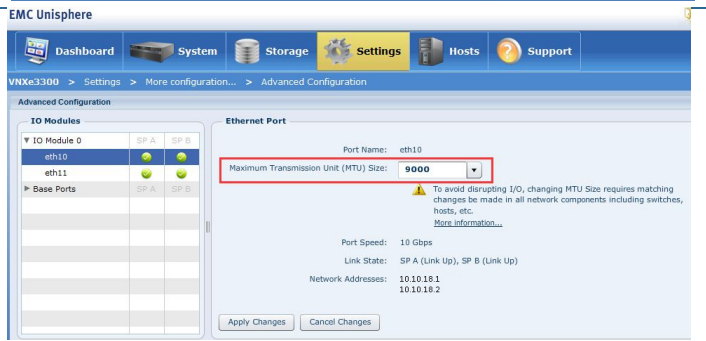 EMC Unisphere
Dashboard System Storage Settings Hosts Support
VNXe3300 > Settings > More configuration... > Advanced Configuration
Advanced Configuration
IO Modules
IO Module 0 SP A SP B
eth10
eth11
Base Ports SP A SP B
Ethernet Port
Port Name: eth10
Maximum Transmission Unit (MTU) Size: 9000
To avoid disrupting I/O, changing MTU Size requires matching
changes be made in all network components including switches,
hosts, etc.
More information...
Port Speed: 10 Gbps
Link State: SP A (Link Up), SP B (Link Up)
Network Addresses: 10.10.18.1
10.10.18.2
Apply Changes Cancel Changes